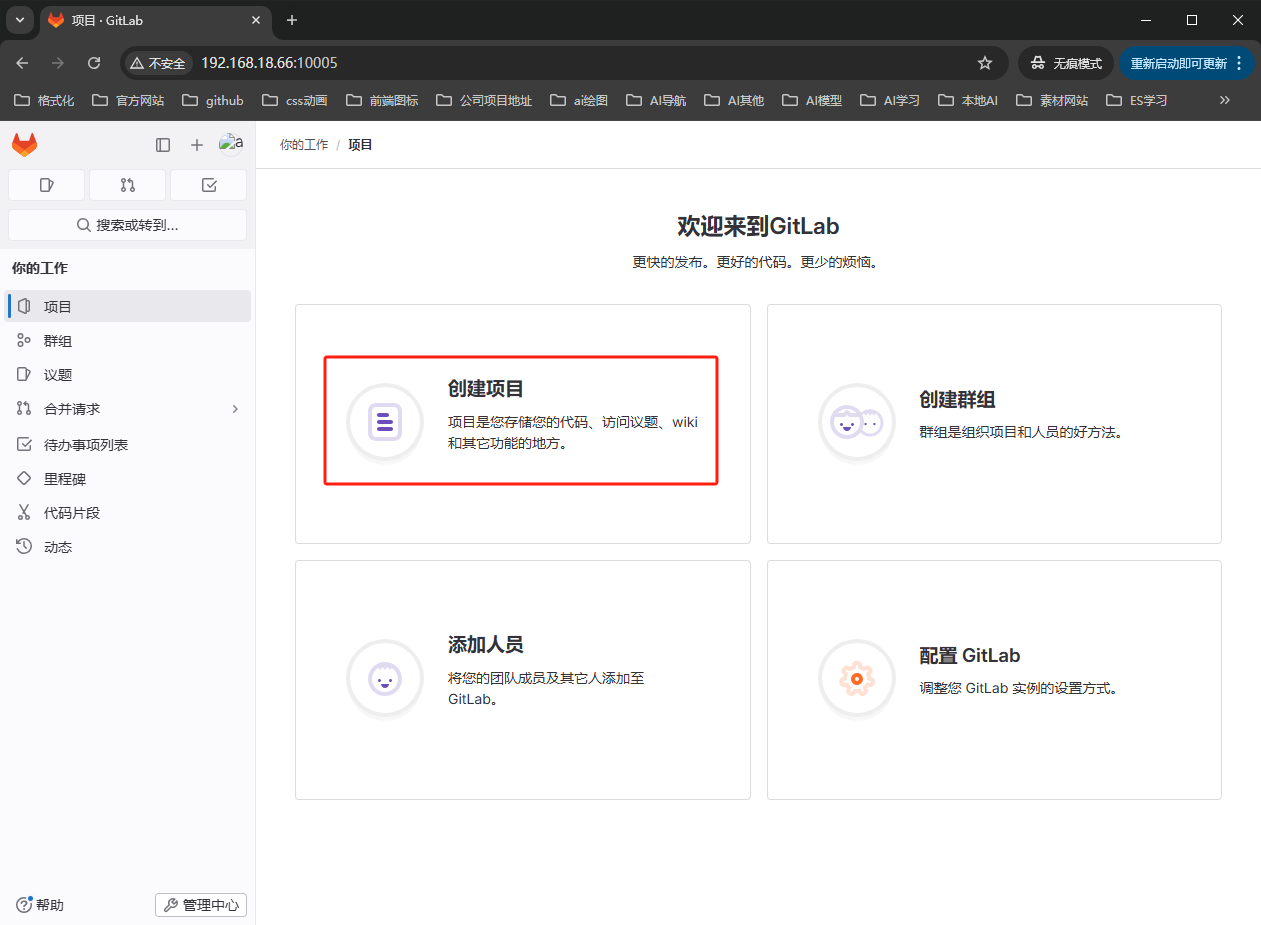 项目 · GitLab
不安全 192.168.18.66:10005 无痕模式 重新启动即可更新
格式化 官方网站 github css动画 前端图标 公司项目地址 ai绘图 AI导航 AI其他 AI模型 AI学习 本地AI 素材网站 ES学习
a
你的工作 / 项目
搜索或转到...
你的工作
项目
群组
议题
合并请求
待办事项列表
里程碑
代码片段
动态
帮助
管理中心
欢迎来到GitLab
更快的发布。更好的代码。更少的烦恼。
创建项目
项目是您存储您的代码、访问议题、wiki
和其它功能的地方。
创建群组
群组是组织项目和人员的好方法。
添加人员
将您的团队成员及其它人添加至
GitLab。
配置 GitLab
调整您 GitLab 实例的设置方式。